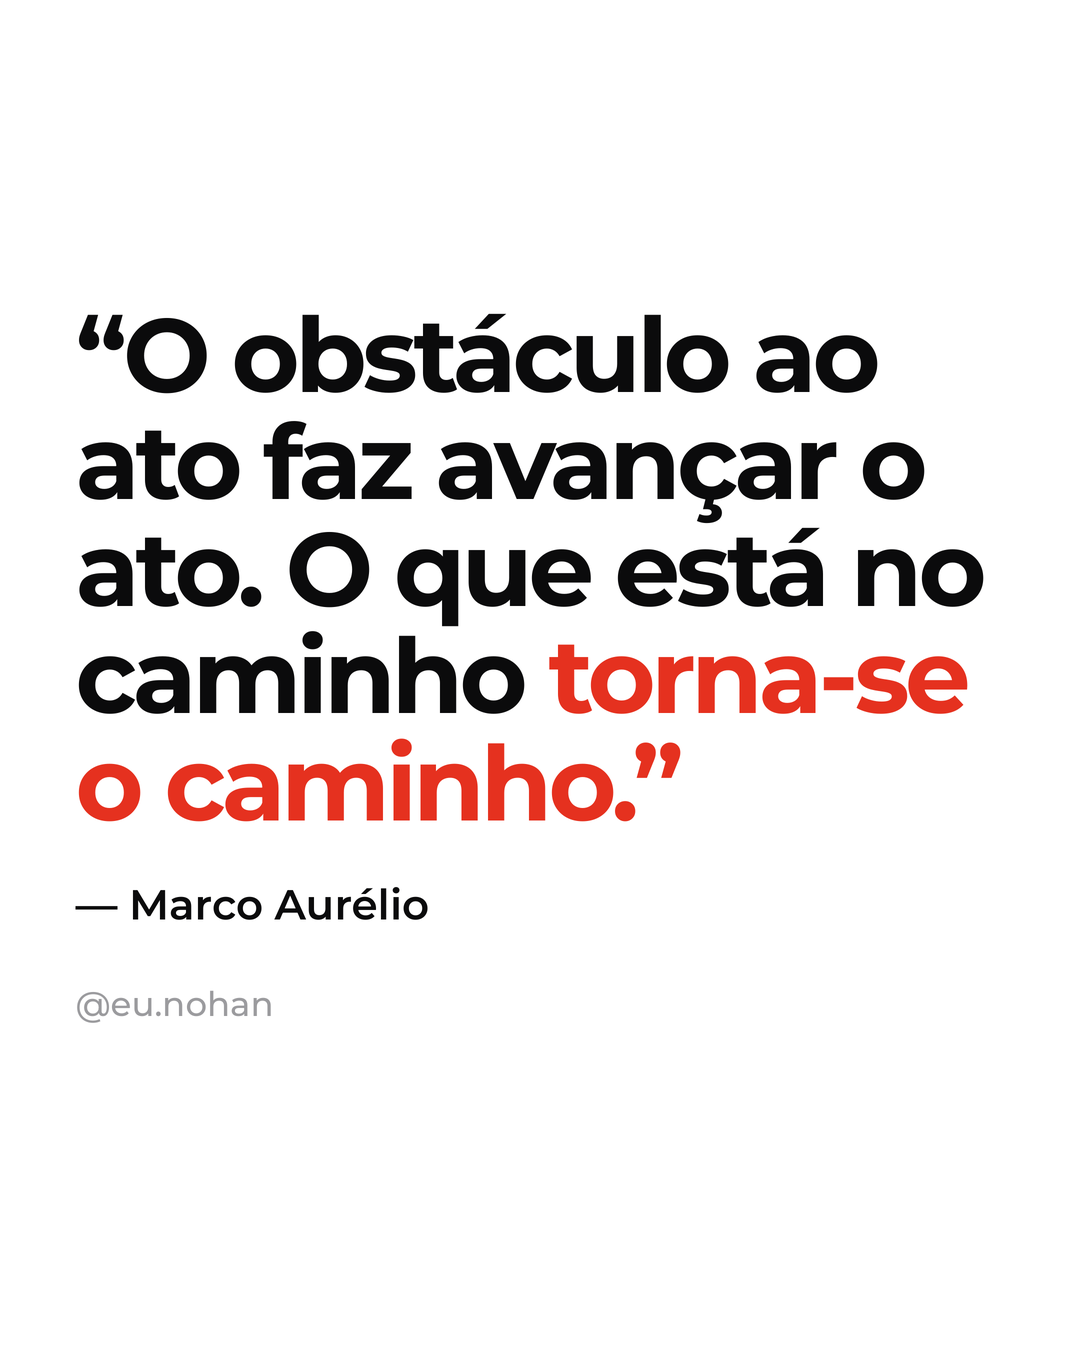 “O obstáculo ao
ato faz avançar o
ato. O que está no
caminho torna-se
o caminho.”
— Marco Aurélio
@eu.nohan